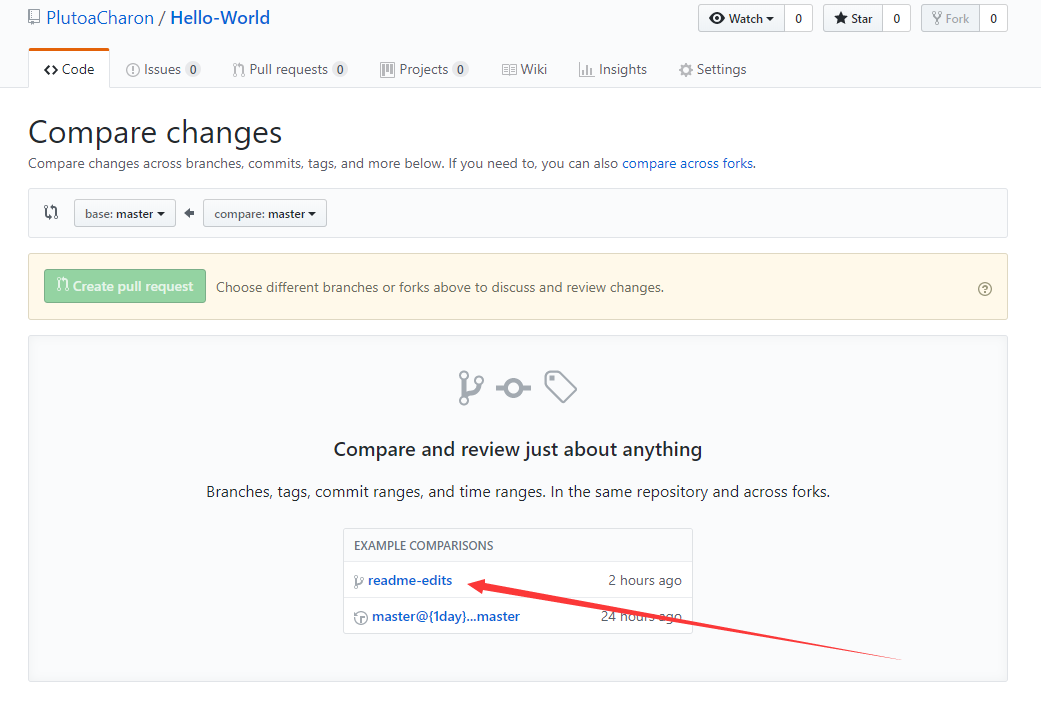 PlutoaCharon / Hello-World Watch 0 Star 0 Fork 0
Code Issues 0 Pull requests 0 Projects 0 Wiki Insights Settings
Compare changes
Compare changes across branches, commits, tags, and more below. If you need to, you can also compare across forks.
base: master compare: master
Create pull request Choose different branches or forks above to discuss and review changes.
Compare and review just about anything
Branches, tags, commit ranges, and time ranges. In the same repository and across forks.
EXAMPLE COMPARISONS
readme-edits 2 hours ago
master@{1day}...master 24 hours ago